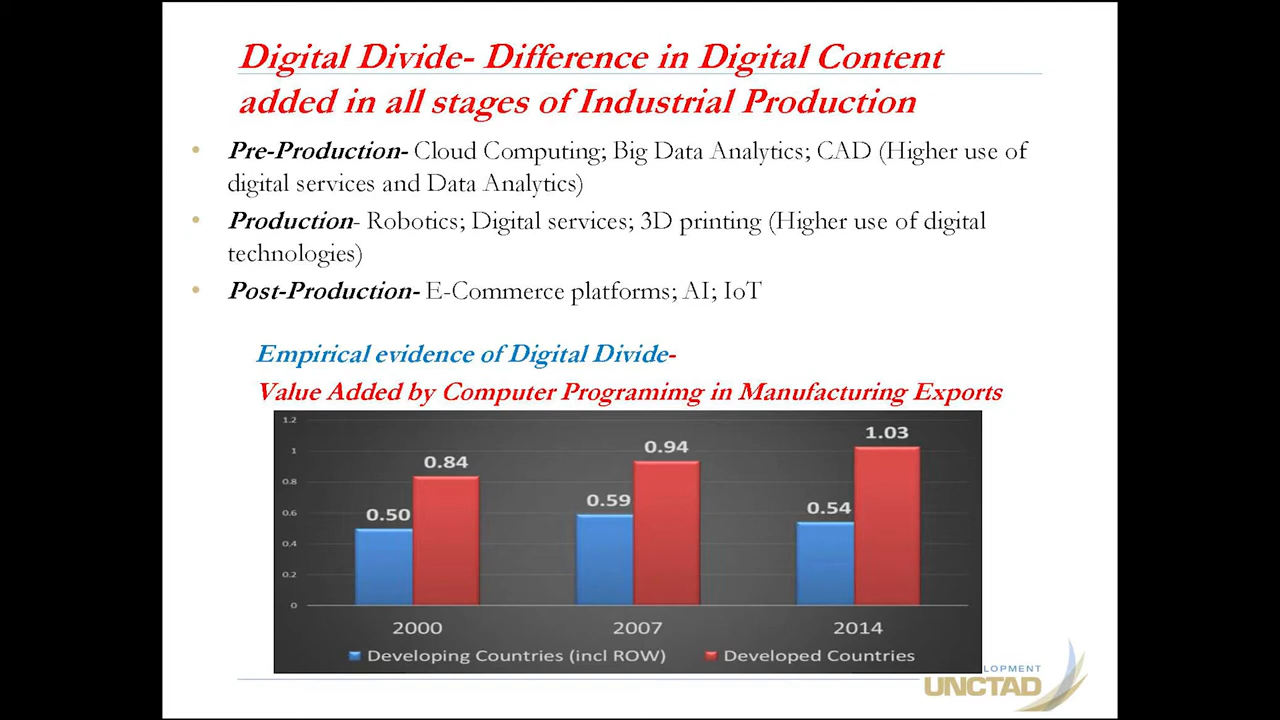 Digital Divide- Difference in Digital Content
added in all stages of Industrial Production
• Pre-Production- Cloud Computing; Big Data Analytics; CAD (Higher use of
digital services and Data Analytics)
• Production- Robotics; Digital services; 3D printing (Higher use of digital
technologies)
• Post-Production- E-Commerce platforms; AI; IoT
Empirical evidence of Digital Divide-
Value Added by Computer Programimg in Manufacturing Exports
1.2
1
0.8
0.6
0.4
0.2
0
0.50
0.84
0.59
0.94
0.54
1.03
2000
2007
2014
Developing Countries (incl ROW)
Developed Countries
LOPMENT
UNCTAD